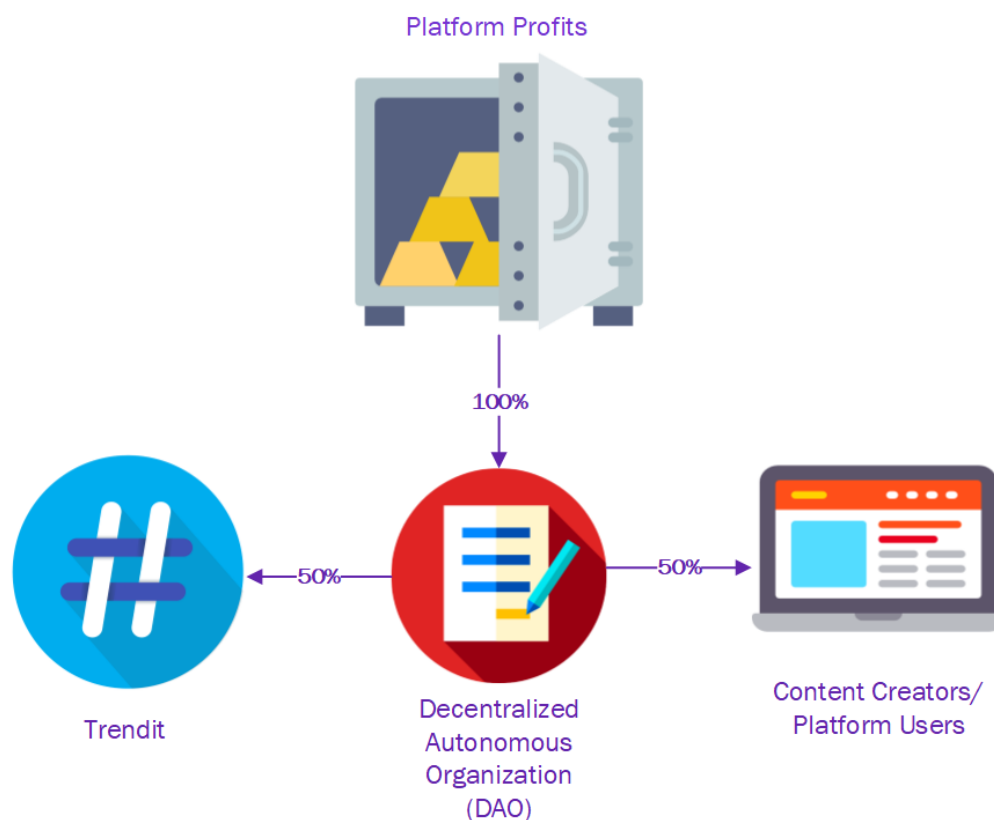 Platform Profits
100%
50%
50%
Trendit
Decentralized
Autonomous
Organization
(DAO)
Content Creators/
Platform Users